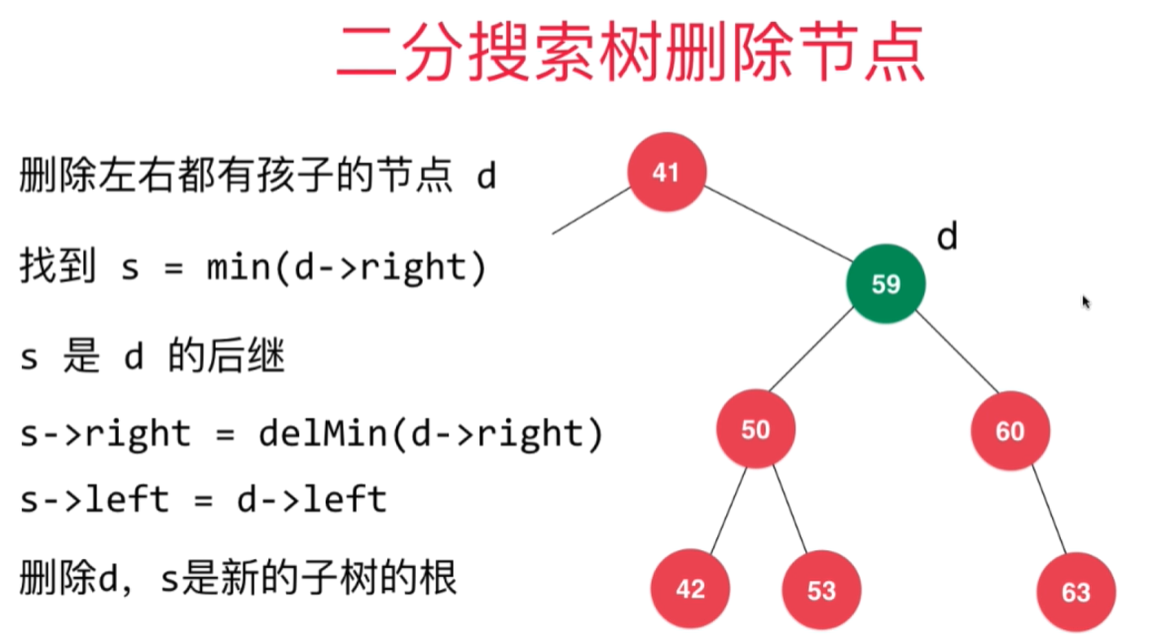 二分搜索树删除节点
删除左右都有孩子的节点 d
找到 s = min(d->right)
s 是 d 的后继
s->right = delMin(d->right)
s->left = d->left
删除d，s是新的子树的根
41
d
59
50
60
42
53
63